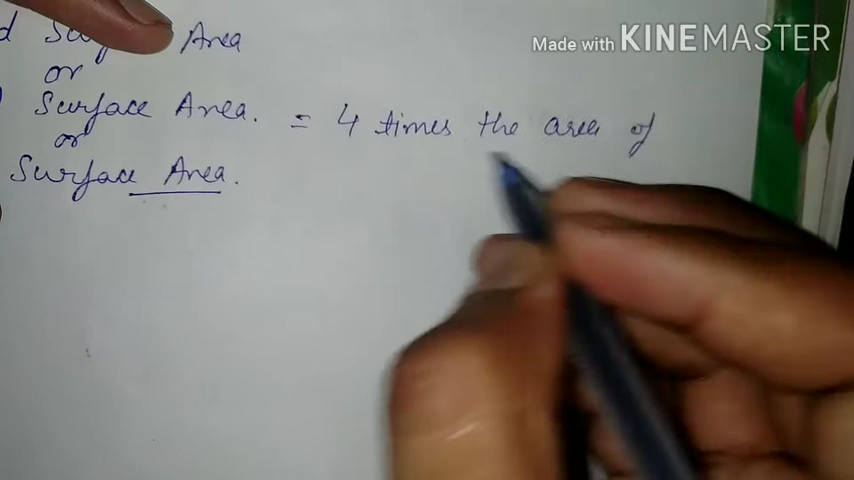 Made with KINEMASTER
d Area
or
Surface Area. = 4 times the area of
or
Surface Area.